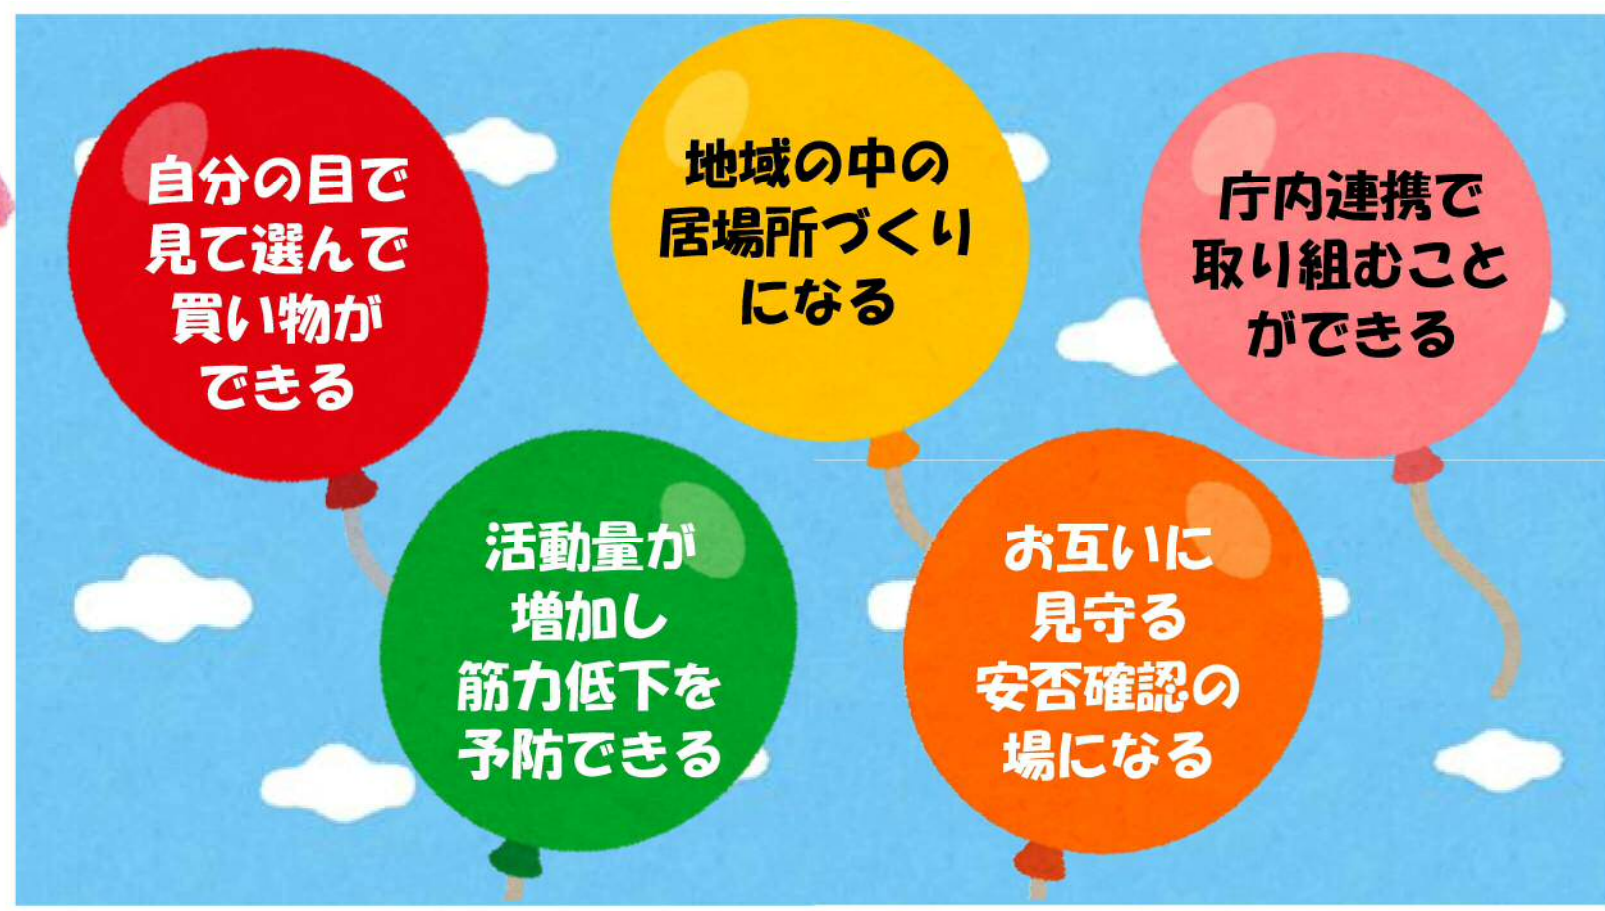 自分の目で
見て選んで
買い物が
できる
地域の中の
居場所づくり
になる
庁内連携で
取り組むこと
ができる
活動量が
増加し
筋力低下を
予防できる
お互いに
見守る
安否確認の
場になる